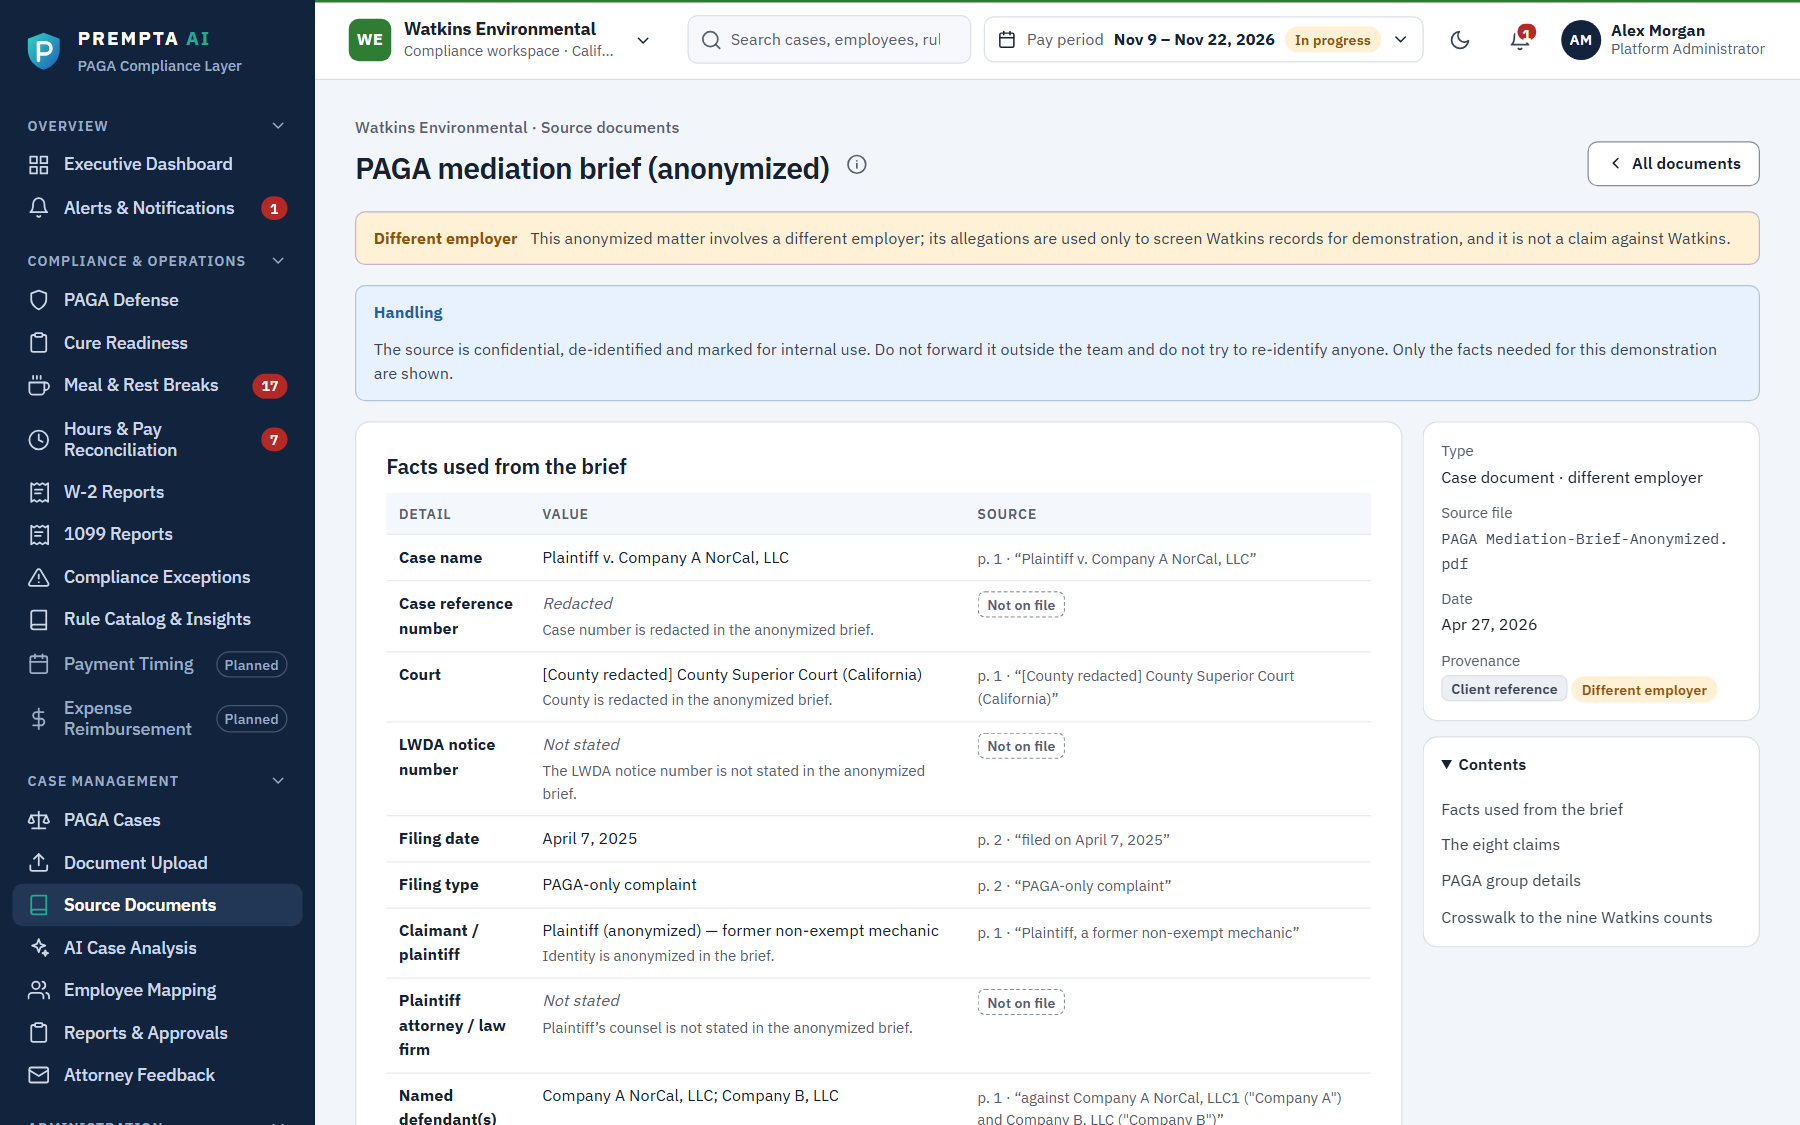 PREMPTA AI
PAGA Compliance Layer
OVERVIEW
Executive Dashboard
Alerts & Notifications
1
COMPLIANCE & OPERATIONS
PAGA Defense
Cure Readiness
Meal & Rest Breaks
17
Hours & Pay
Reconciliation
7
W-2 Reports
1099 Reports
Compliance Exceptions
Rule Catalog & Insights
Payment Timing
Planned
Expense
Reimbursement
Planned
CASE MANAGEMENT
PAGA Cases
Document Upload
Source Documents
AI Case Analysis
Employee Mapping
Reports & Approvals
Attorney Feedback
WE
Watkins Environmental
Compliance workspace · Calif...
Search cases, employees, rul
Pay period Nov 9 – Nov 22, 2026 In progress
1
AM
Alex Morgan
Platform Administrator
Watkins Environmental · Source documents
PAGA mediation brief (anonymized)
All documents
Different employer This anonymized matter involves a different employer; its allegations are used only to screen Watkins records for demonstration, and it is not a claim against Watkins.
Handling
The source is confidential, de-identified and marked for internal use. Do not forward it outside the team and do not try to re-identify anyone. Only the facts needed for this demonstration
are shown.
Facts used from the brief
DETAIL VALUE SOURCE
Case name Plaintiff v. Company A NorCal, LLC p. 1 · “Plaintiff v. Company A NorCal, LLC”
Case reference
number
Redacted
Case number is redacted in the anonymized brief.
Not on file
Court
[County redacted] County Superior Court (California)
County is redacted in the anonymized brief.
p. 1 · “[County redacted] County Superior Court
(California)”
LWDA notice
number
Not stated
The LWDA notice number is not stated in the anonymized
brief.
Not on file
Filing date April 7, 2025 p. 2 · “filed on April 7, 2025”
Filing type PAGA-only complaint p. 2 · “PAGA-only complaint”
Claimant /
plaintiff
Plaintiff (anonymized) — former non-exempt mechanic
Identity is anonymized in the brief.
p. 1 · “Plaintiff, a former non-exempt mechanic”
Plaintiff
attorney / law
firm
Not stated
Plaintiff’s counsel is not stated in the anonymized brief.
Not on file
Named
defendant(s)
Company A NorCal, LLC; Company B, LLC
p. 1 · “against Company A NorCal, LLC1 ("Company A")
and Company B, LLC ("Company B")”
Type
Case document · different employer
Source file
PAGA Mediation-Brief-Anonymized.
pdf
Date
Apr 27, 2026
Provenance
Client reference
Different employer
Contents
Facts used from the brief
The eight claims
PAGA group details
Crosswalk to the nine Watkins counts